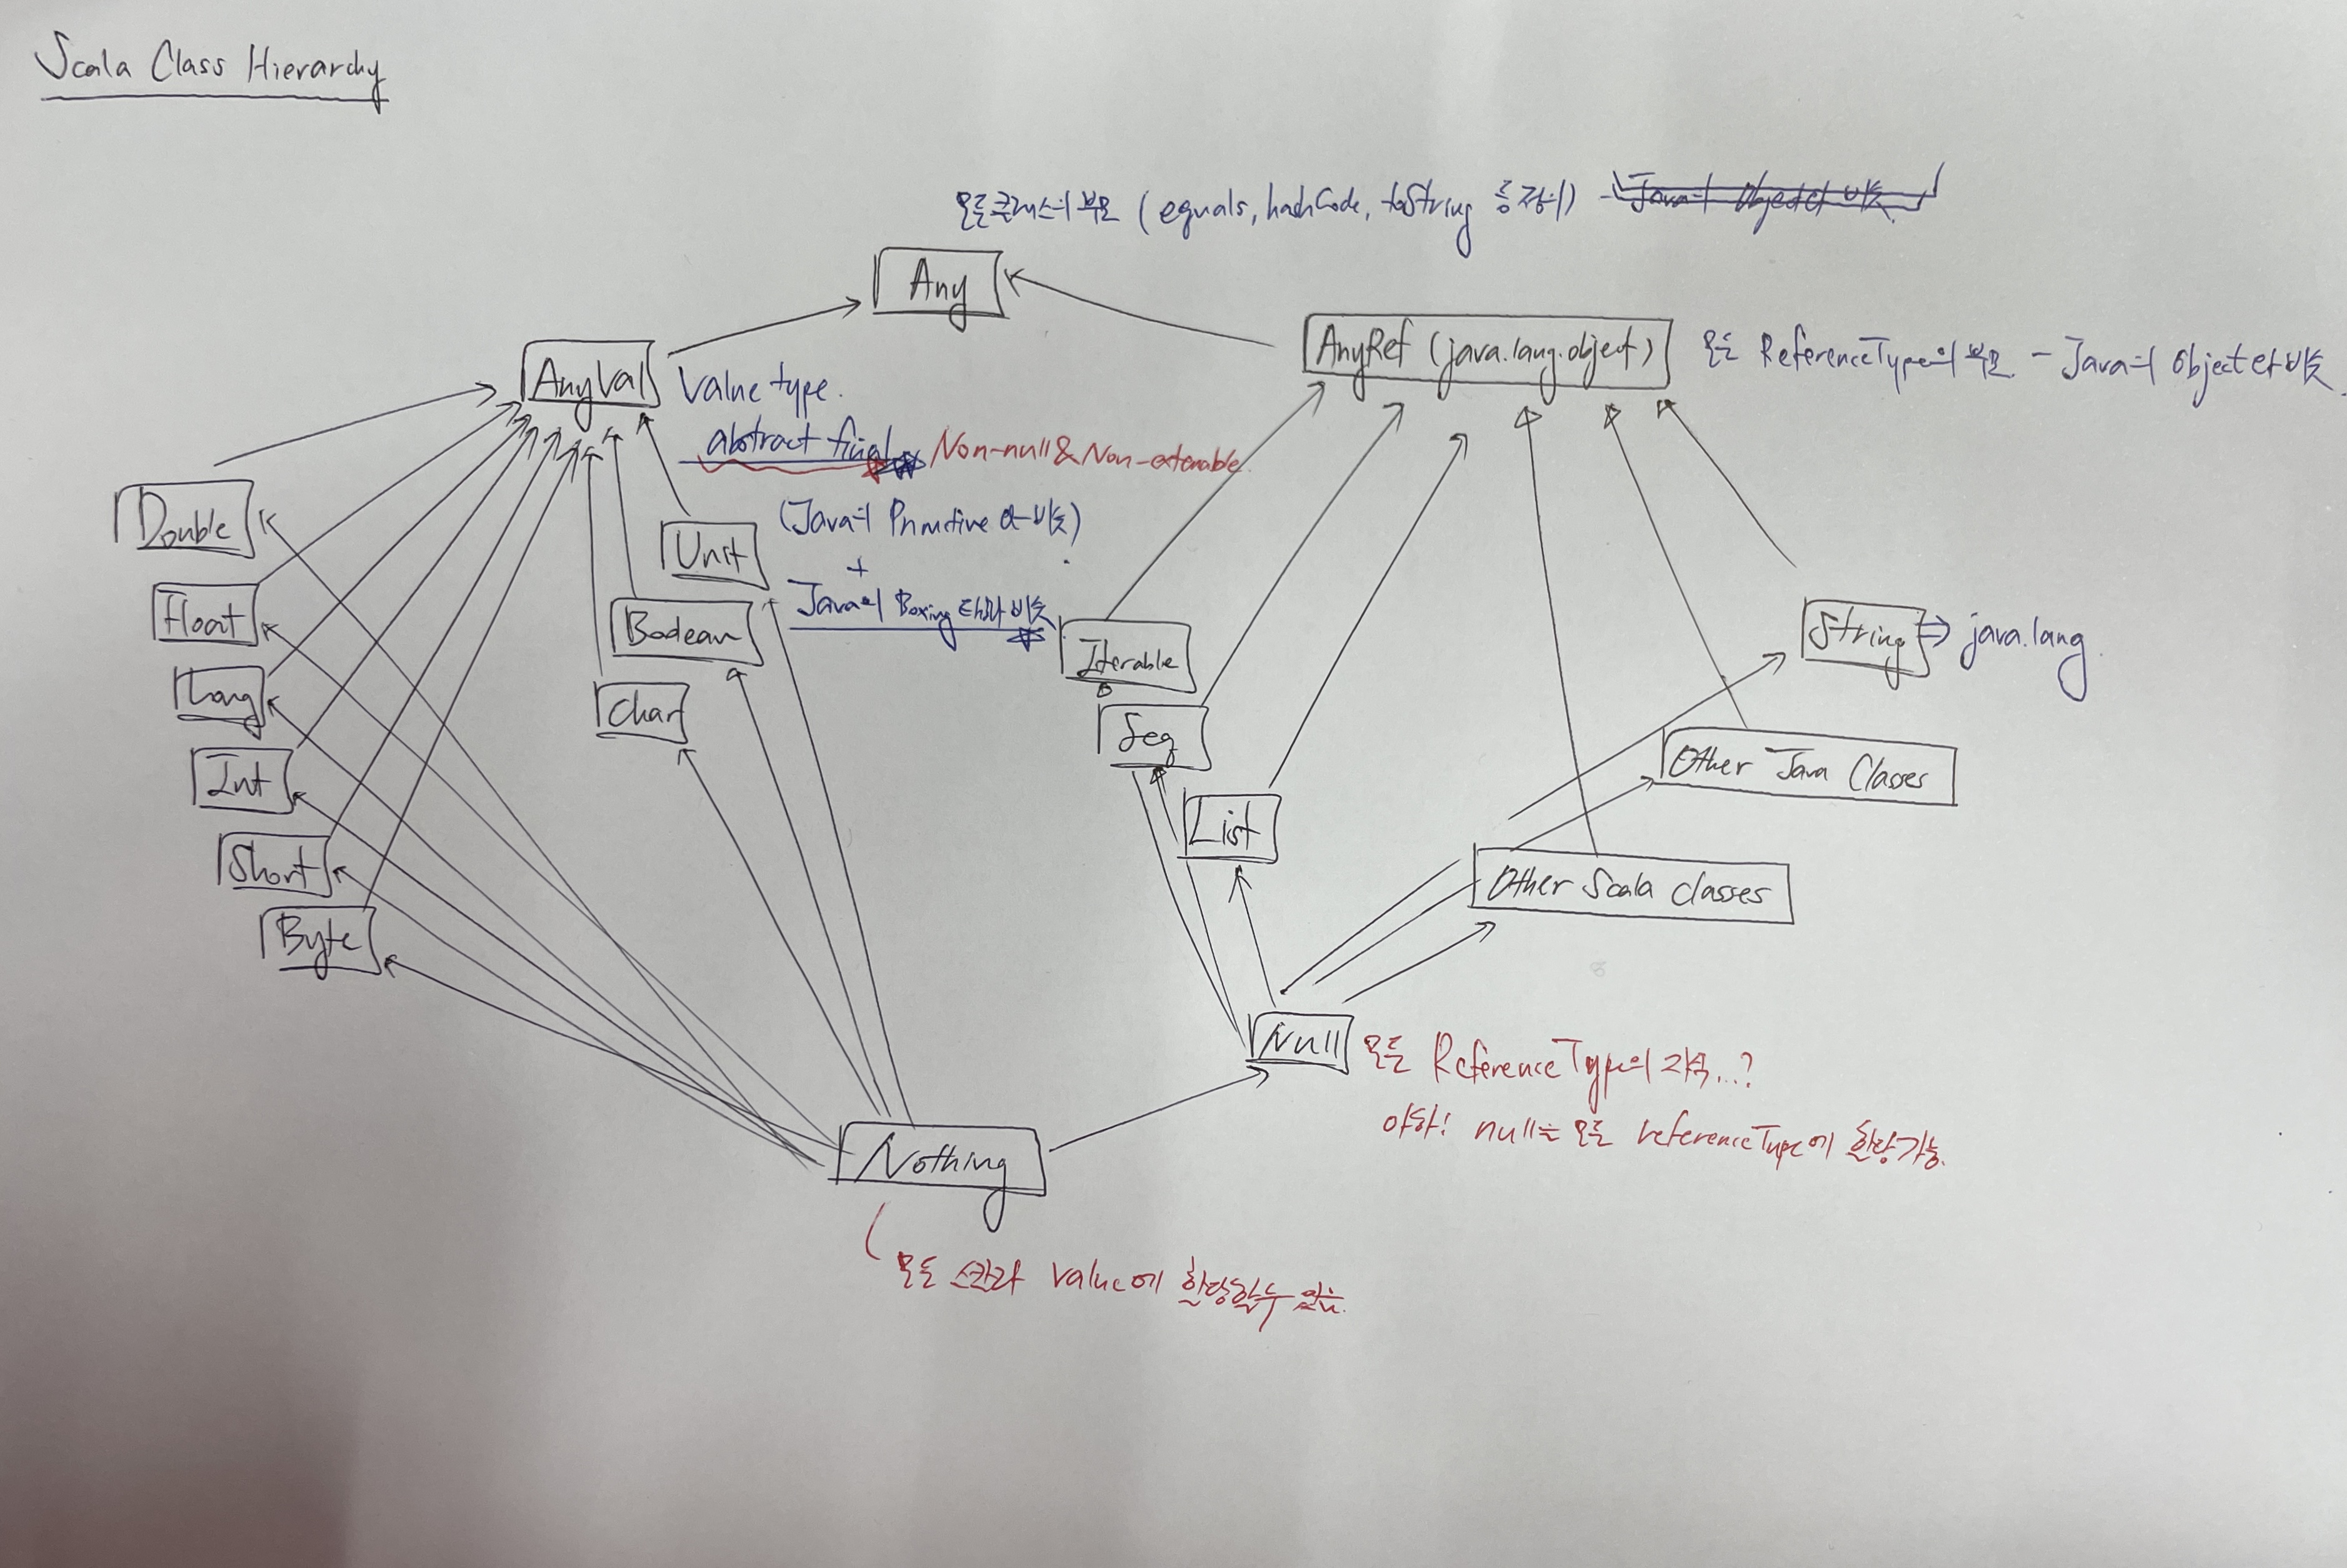 Scala Class Hierarchy
모든 클래스의 부모 (equals, hashCode, toString 등 정의) - Java의 Object와 비슷.
Any
AnyRef (java.lang.object)
모든 ReferenceType의 부모 - Java의 Object와 비슷.
AnyVal
Value type.
abstract final
Non-null & Non-extenable.
Double
Unit
(Java의 Primitive와 비슷)
+
Java의 Boxing 타입과 비슷
Float
Boolean
Iterable
String ⇒ java.lang.
Long
Char
Seq
Int
List
Other Java Classes
Short
Other Scala classes
Byte
Null
모든 ReferenceType의 자식...?
아하! null은 모든 referenceType에 할당가능.
Nothing
모든 스칼라 value에 할당할 수 있는.